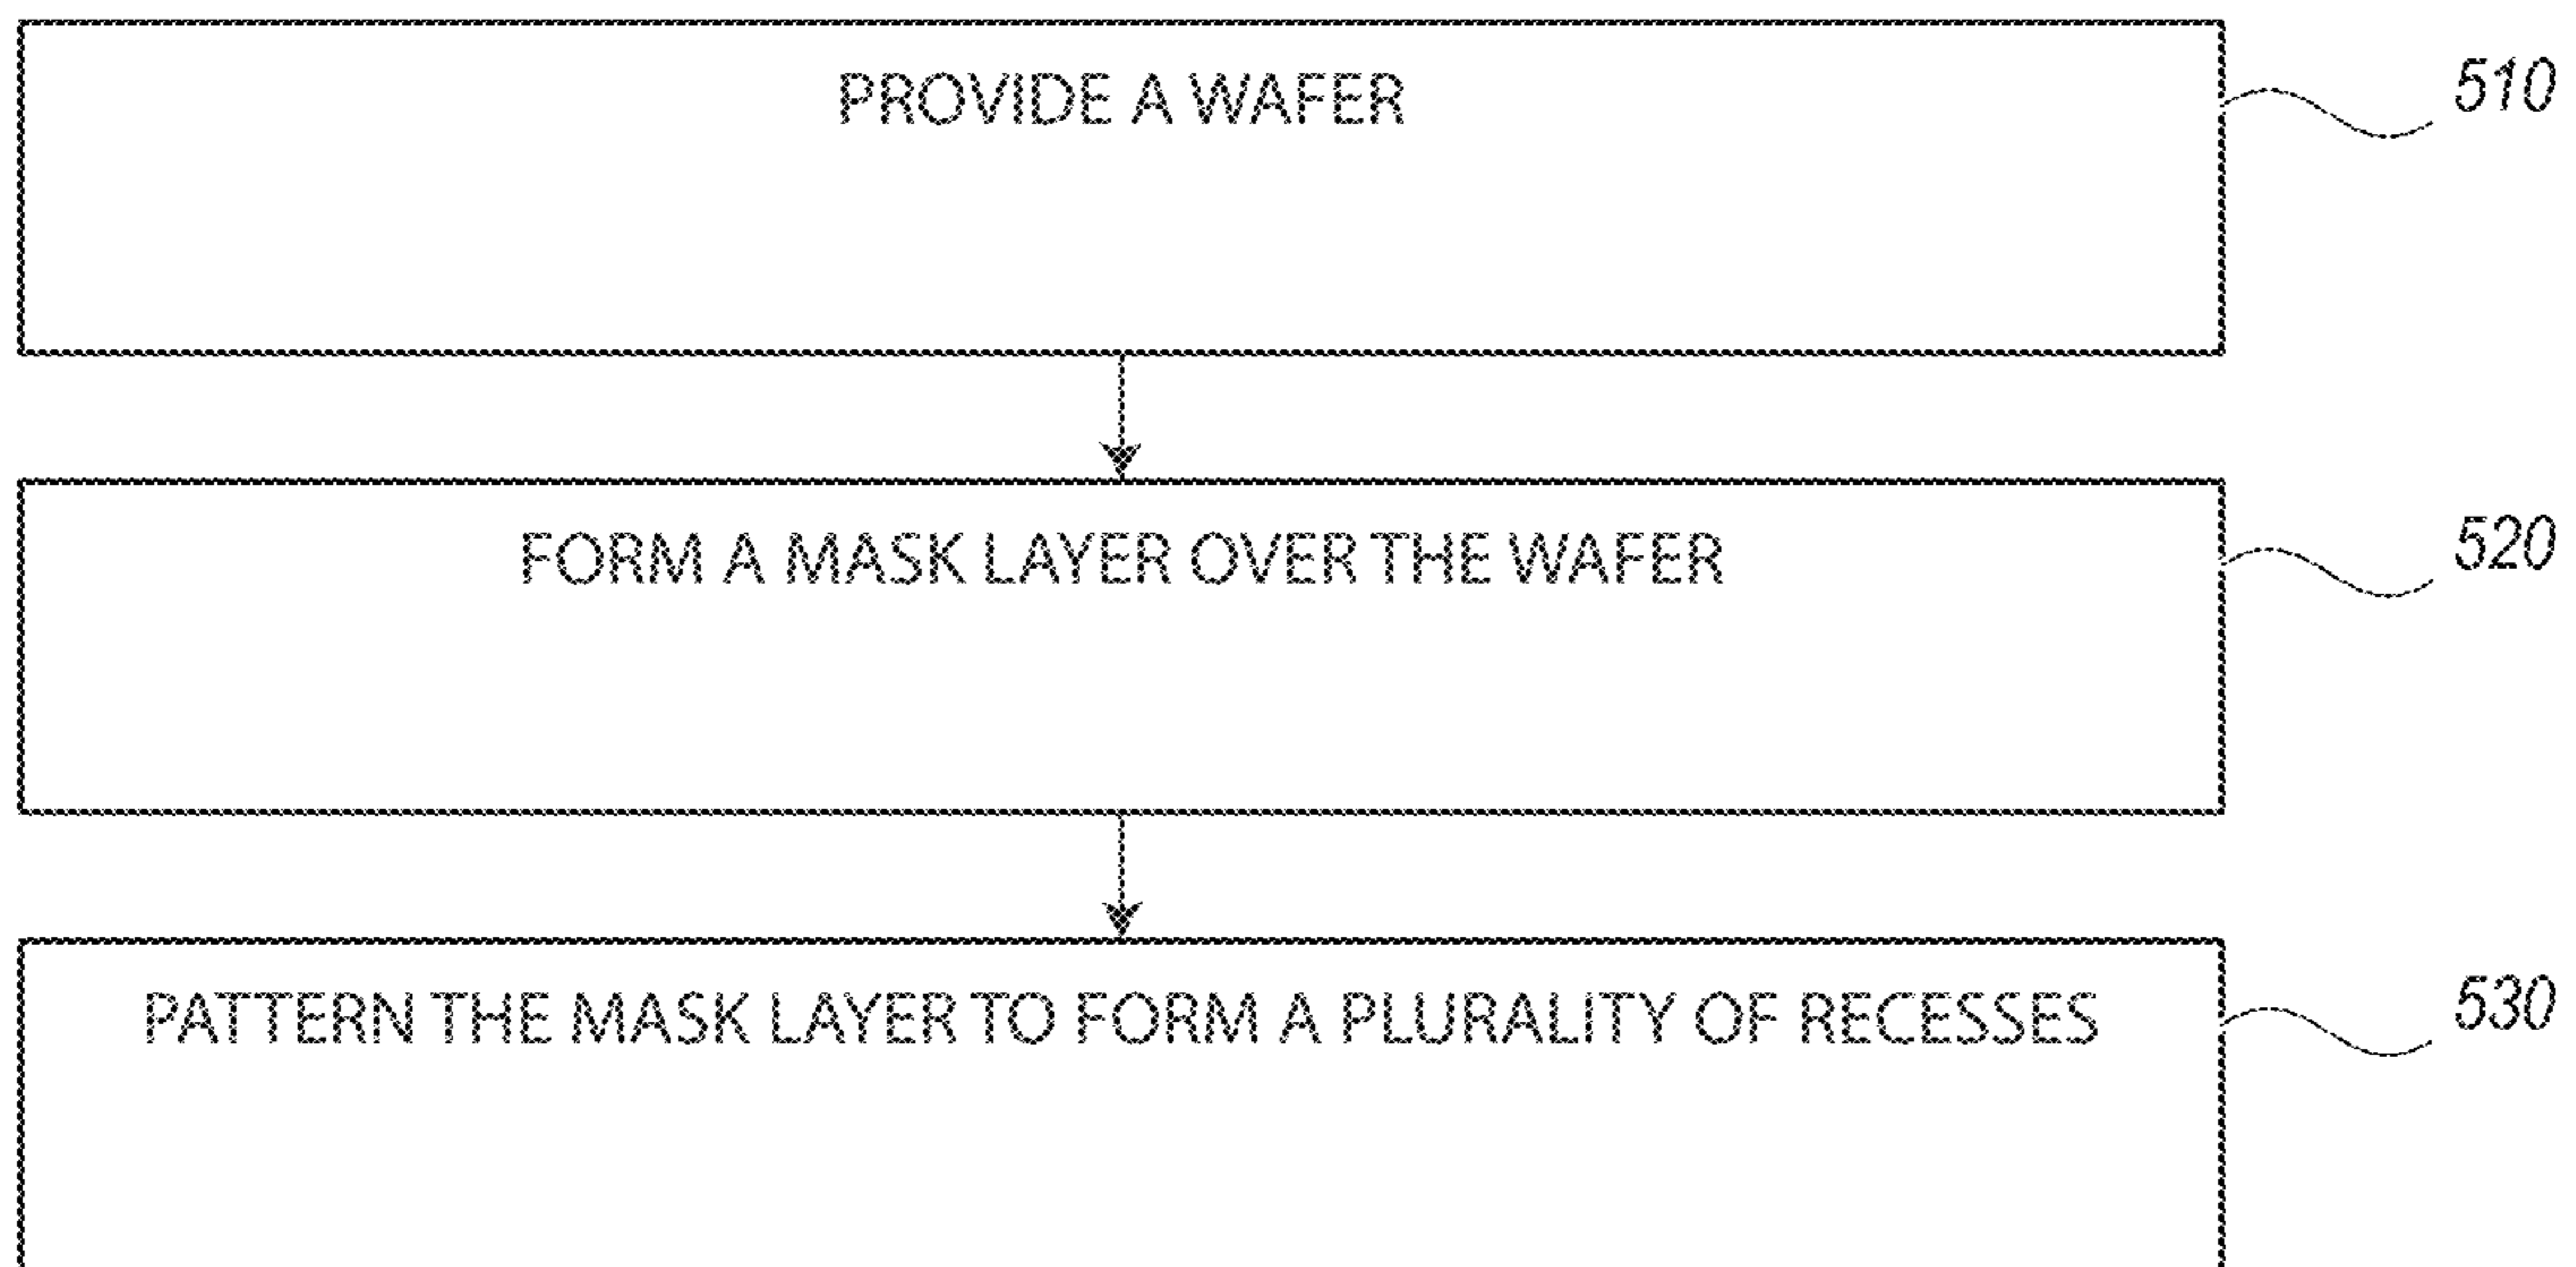 PROVIDE A WAFER 510
FORM A MASK LAYER OVER THE WAFER 520
PATTERN THE MASK LAYER TO FORM A PLURALITY OF RECESSES 530